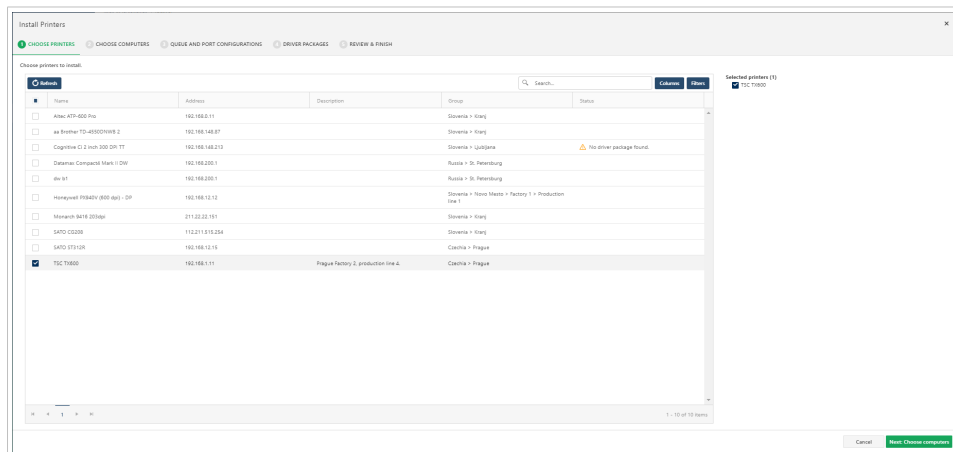 Install Printers
1 CHOOSE PRINTERS 2 CHOOSE COMPUTERS 3 QUEUE AND PORT CONFIGURATIONS 4 DRIVER PACKAGES 5 REVIEW & FINISH
Choose printers to install.
Refresh Search... Columns Filters
Selected printers (1)
TSC TX600
Name Address Description Group Status
Altec ATP-600 Pro 192.168.0.11 Slovenia > Kranj
aa Brother TD-4550DNWB 2 192.168.148.87 Slovenia > Kranj
Cognitive Ci 2 inch 300 DPI TT 192.168.148.213 Slovenia > Ljubljana No driver package found.
Datamax Compact4 Mark II DW 192.168.200.1 Russia > St. Petersburg
dw b1 192.168.200.1 Russia > St. Petersburg
Honeywell PX940V (600 dpi) - DP 192.168.12.12 Slovenia > Novo Mesto > Factory 1 > Production
line 1
Monarch 9416 203dpi 211.22.22.151 Slovenia > Kranj
SATO CG208 112.211.515.254 Slovenia > Kranj
SATO ST312R 192.168.12.15 Czechia > Prague
TSC TX600 192.168.1.11 Prague Factory 2, production line 4. Czechia > Prague
1 1 - 10 of 10 items
Cancel Next: Choose computers